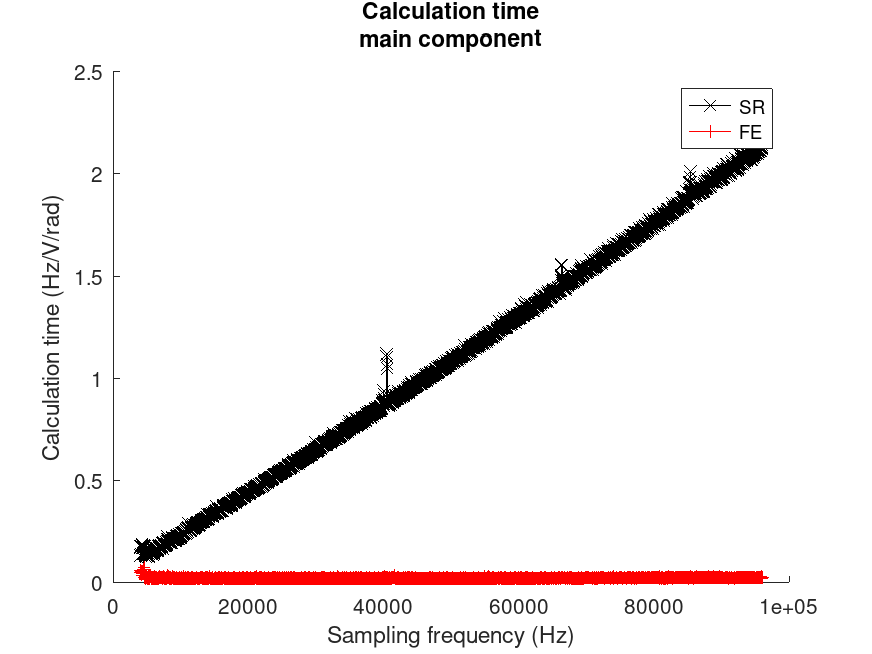 Calculation time
main component
2.5
2
1.5
1
0.5
0
Calculation time (Hz/V/rad)
SR
FE
0
20000
40000
60000
80000
1e+05
Sampling frequency (Hz)